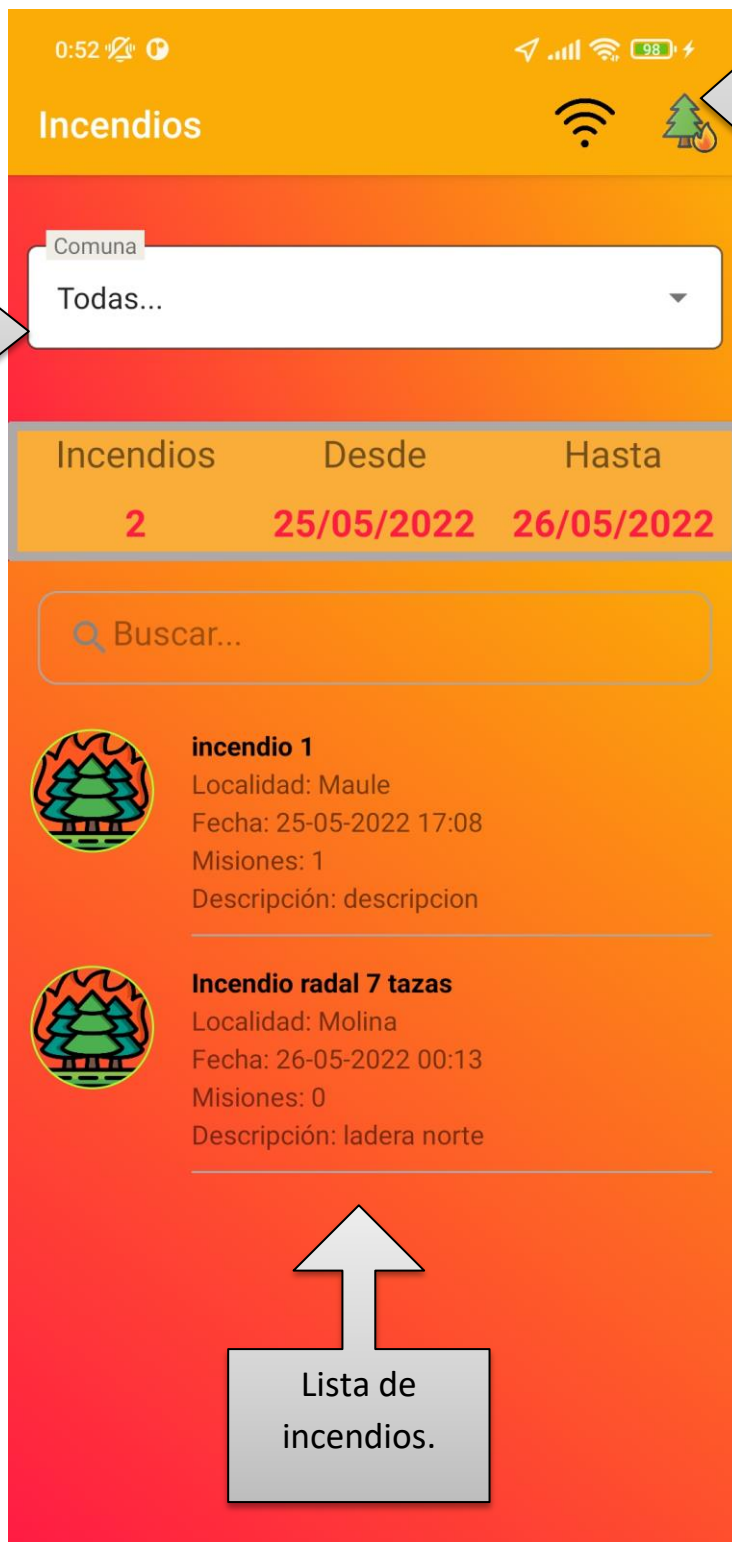 0:52
98
Incendios
Comuna
Todas...
Incendios Desde Hasta
2 25/05/2022 26/05/2022
Buscar...
incendio 1
Localidad: Maule
Fecha: 25-05-2022 17:08
Misiones: 1
Descripción: descripcion
Incendio radal 7 tazas
Localidad: Molina
Fecha: 26-05-2022 00:13
Misiones: 0
Descripción: ladera norte
Lista de
incendios.